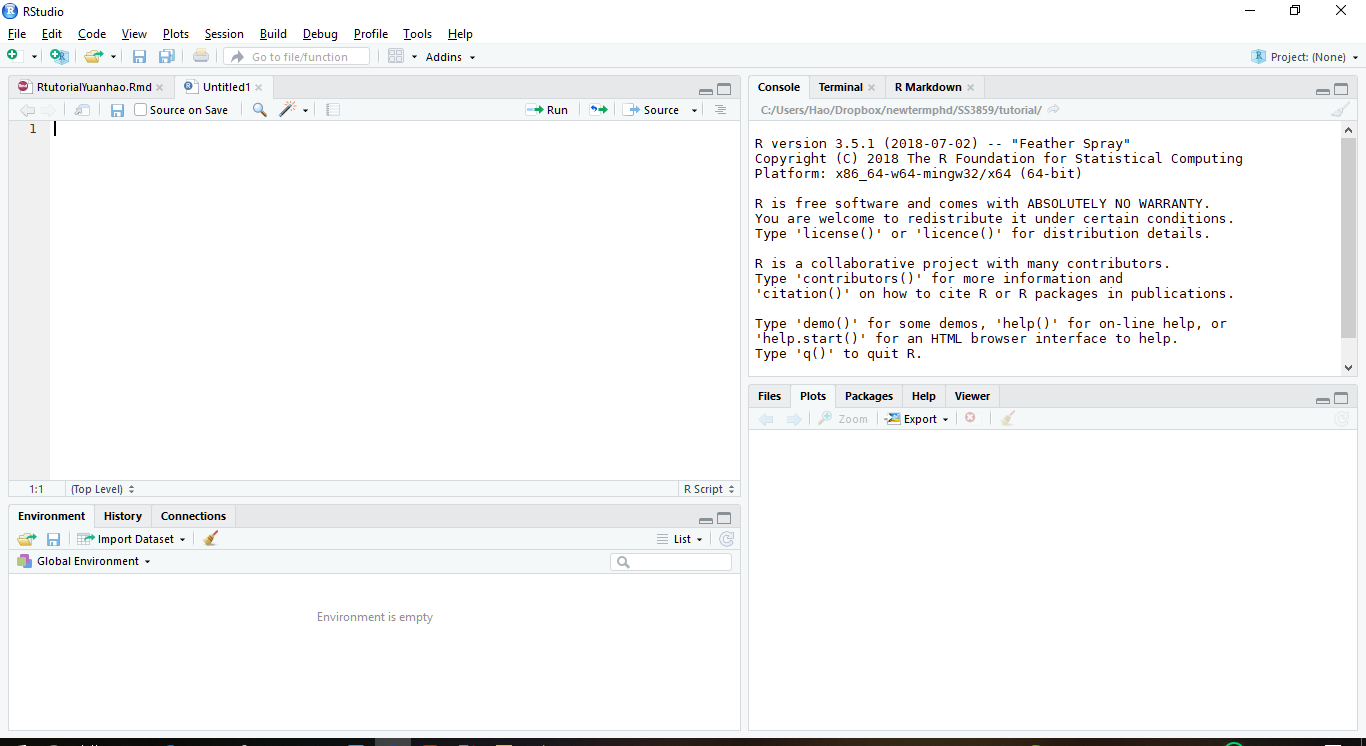 RStudio
File Edit Code View Plots Session Build Debug Profile Tools Help
Go to file/function Addins Project: (None)
RtutorialYuanhao.Rmd Untitled1
Source on Save Run Source
1
1:1 (Top Level) R Script
Environment History Connections
Import Dataset List
Global Environment
Environment is empty
Console Terminal R Markdown
C:/Users/Hao/Dropbox/newtermphd/SS3859/tutorial/
R version 3.5.1 (2018-07-02) -- "Feather Spray"
Copyright (C) 2018 The R Foundation for Statistical Computing
Platform: x86_64-w64-mingw32/x64 (64-bit)
R is free software and comes with ABSOLUTELY NO WARRANTY.
You are welcome to redistribute it under certain conditions.
Type 'license()' or 'licence()' for distribution details.
R is a collaborative project with many contributors.
Type 'contributors()' for more information and
'citation()' on how to cite R or R packages in publications.
Type 'demo()' for some demos, 'help()' for on-line help, or
'help.start()' for an HTML browser interface to help.
Type 'q()' to quit R.
Files Plots Packages Help Viewer
Zoom Export